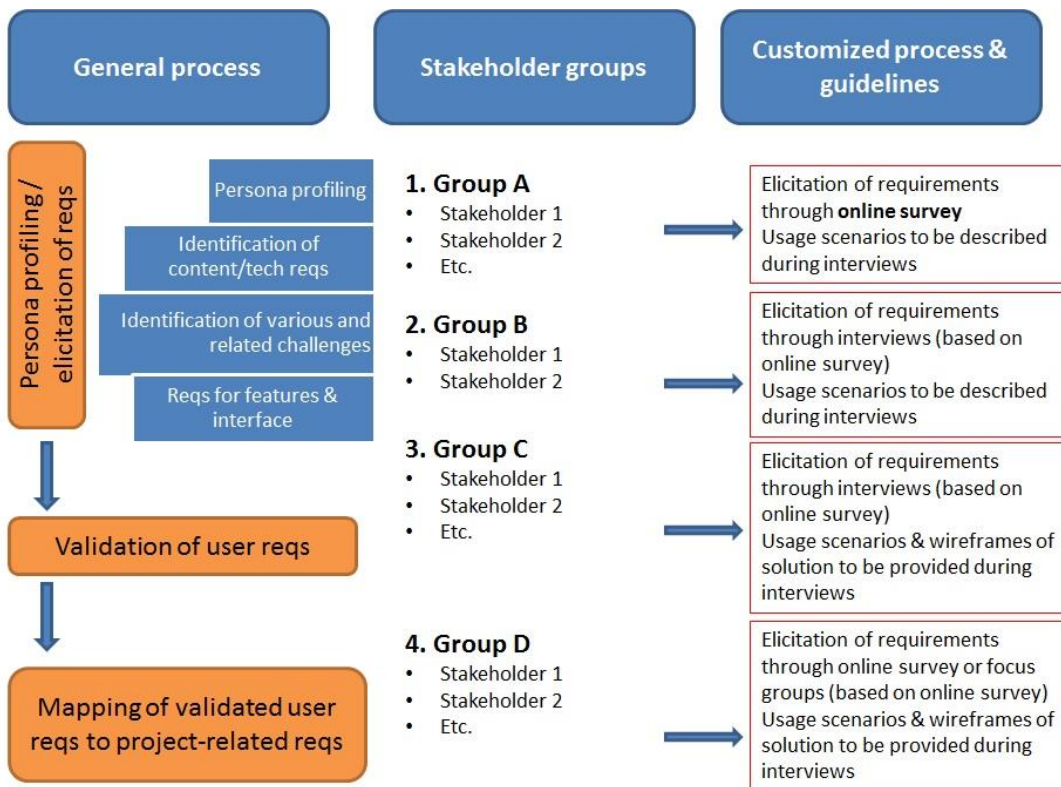 General process
Stakeholder groups
Customized process &
guidelines
Persona profiling /
elicitation of reqs
Persona profiling
Identification of
content/tech reqs
Identification of various and
related challenges
Reqs for features &
interface
Validation of user reqs
Mapping of validated user
reqs to project-related reqs
1. Group A
• Stakeholder 1
• Stakeholder 2
• Etc.
2. Group B
• Stakeholder 1
• Stakeholder 2
3. Group C
• Stakeholder 1
• Stakeholder 2
• Etc.
4. Group D
• Stakeholder 1
• Stakeholder 2
• Etc.
Elicitation of requirements
through online survey
Usage scenarios to be described
during interviews
Elicitation of requirements
through interviews (based on
online survey)
Usage scenarios to be described
during interviews
Elicitation of requirements
through interviews (based on
online survey)
Usage scenarios & wireframes of
solution to be provided during
interviews
Elicitation of requirements
through online survey or focus
groups (based on online survey)
Usage scenarios & wireframes of
solution to be provided during
interviews